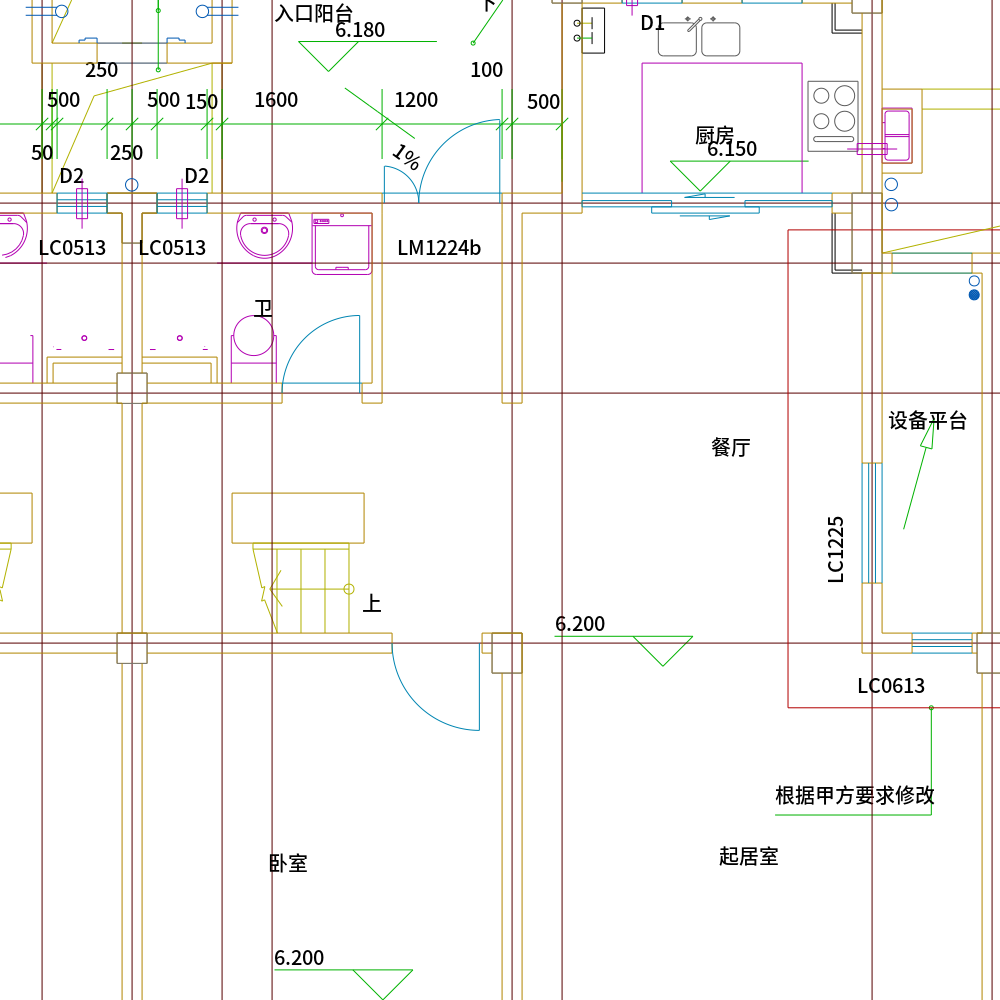 入口阳台
6.180
下
D1
250
100
500
500
150
1600
1200
500
50
250
1%
厨房
6.150
D2
D2
LC0513
LC0513
LM1224b
卫
设备平台
餐厅
LC1225
上
6.200
LC0613
根据甲方要求修改
起居室
卧室
6.200